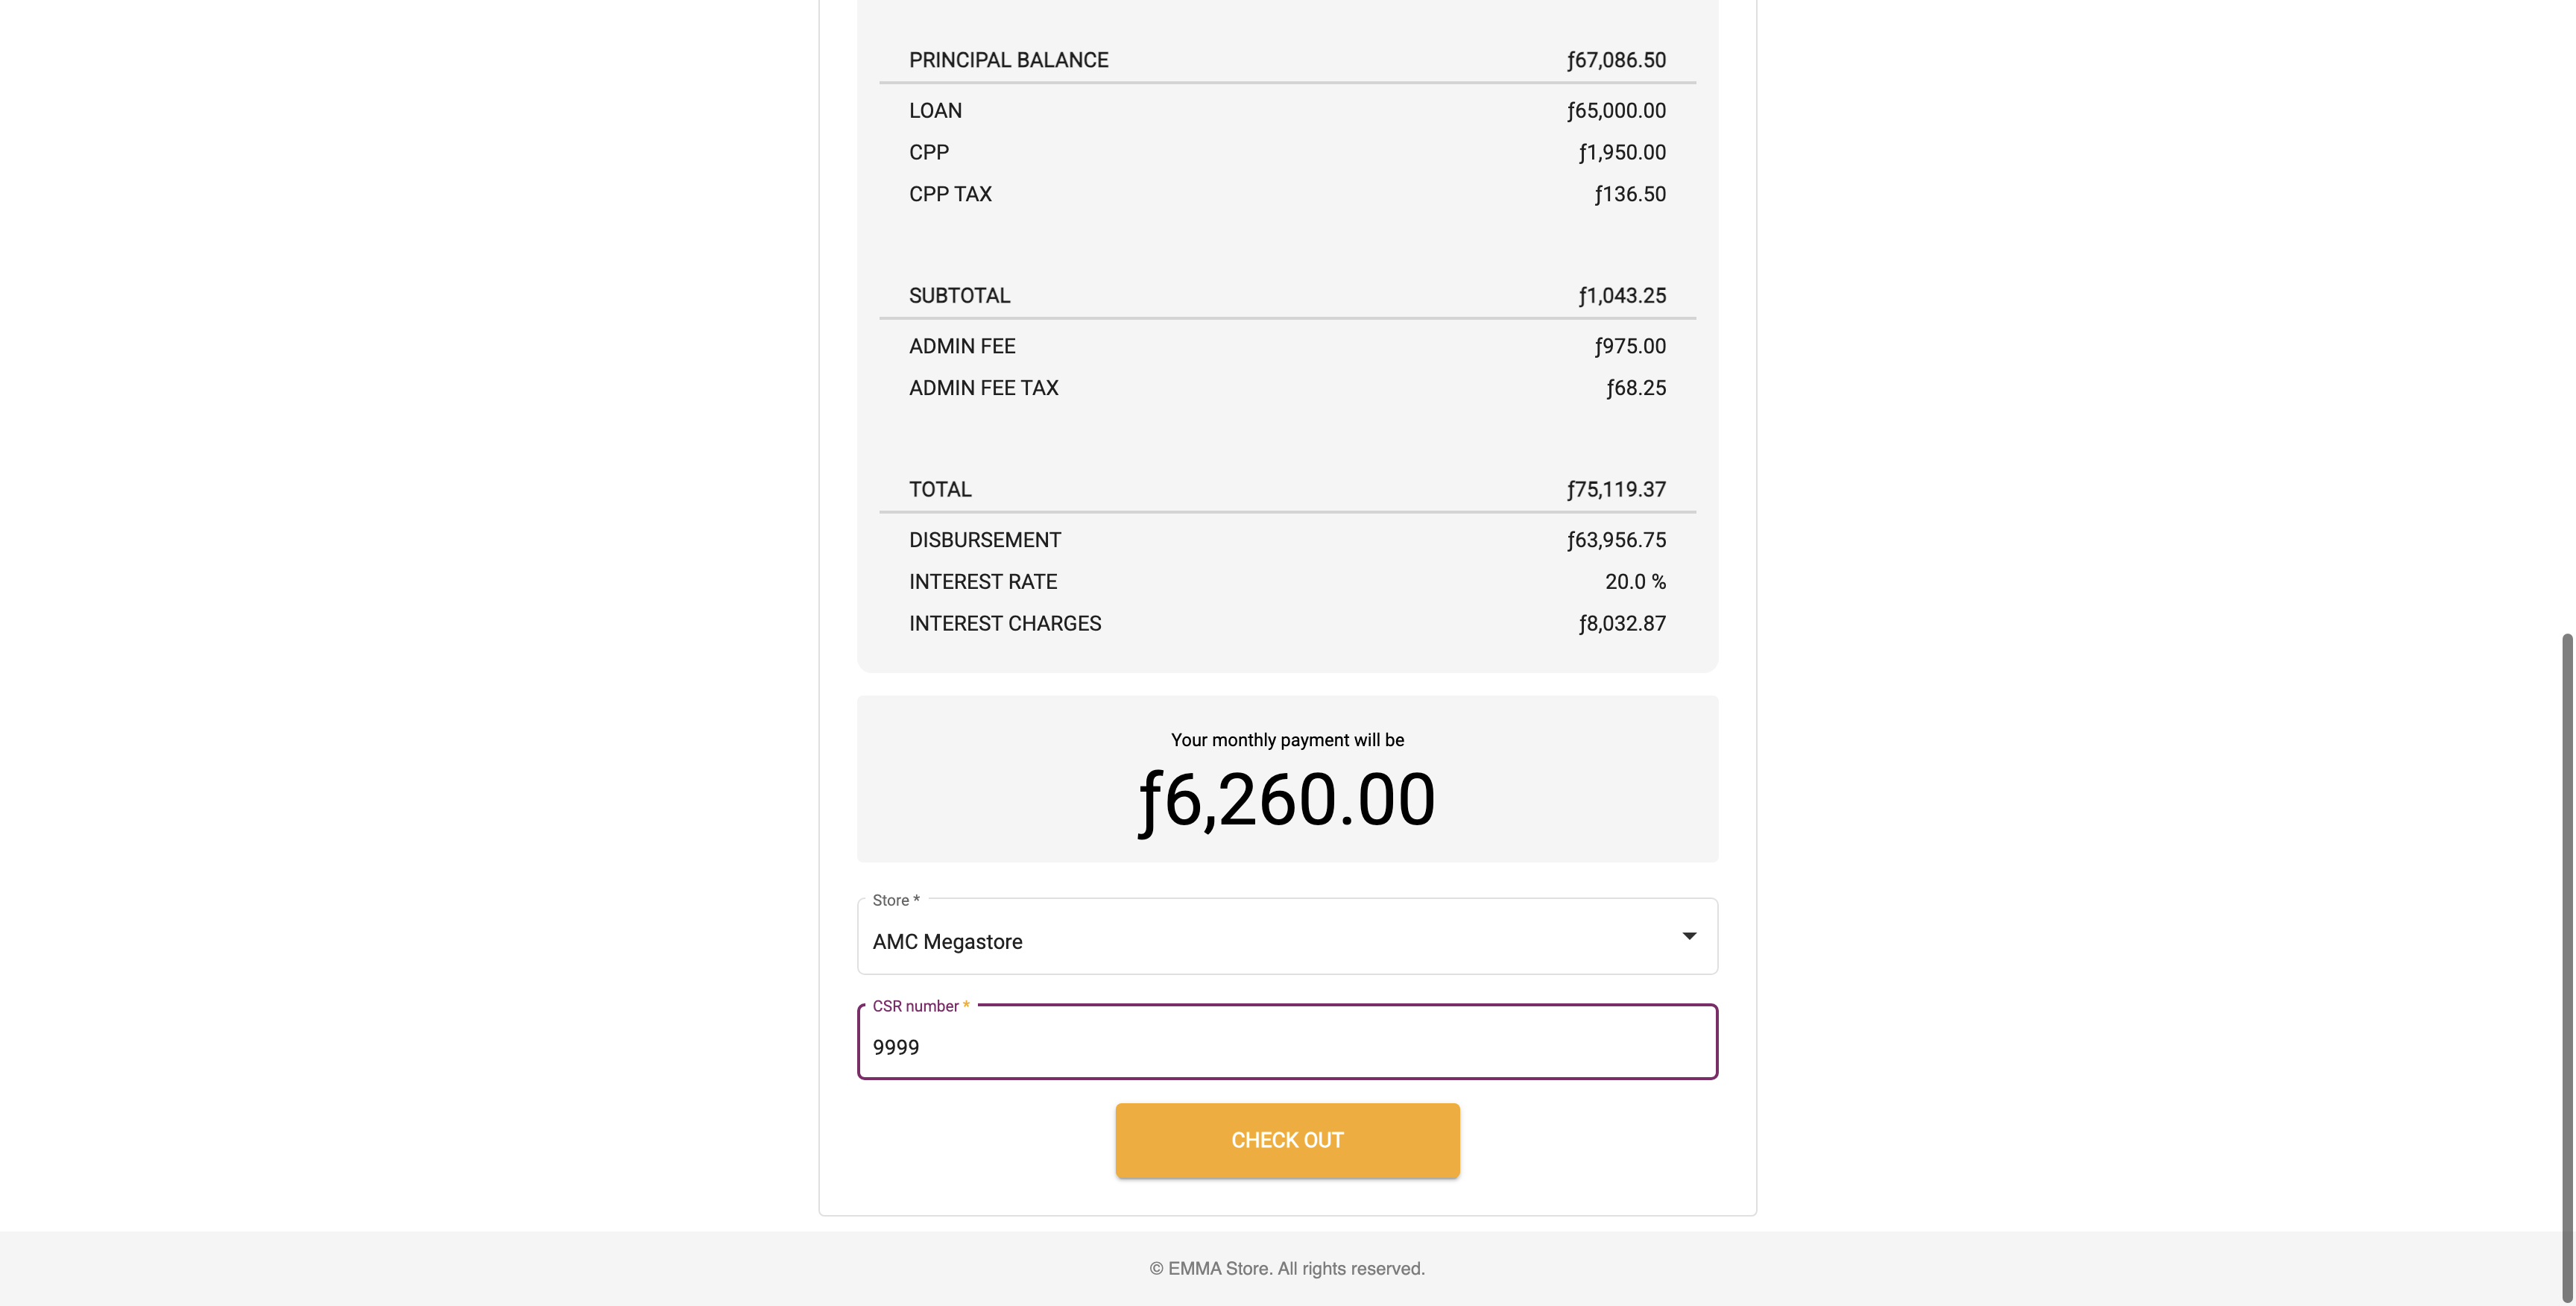 PRINCIPAL BALANCE ƒ67,086.50
LOAN ƒ65,000.00
CPP ƒ1,950.00
CPP TAX ƒ136.50
SUBTOTAL ƒ1,043.25
ADMIN FEE ƒ975.00
ADMIN FEE TAX ƒ68.25
TOTAL ƒ75,119.37
DISBURSEMENT ƒ63,956.75
INTEREST RATE 20.0 %
INTEREST CHARGES ƒ8,032.87
Your monthly payment will be
ƒ6,260.00
Store *
AMC Megastore
CSR number *
9999
CHECK OUT
© EMMA Store. All rights reserved.